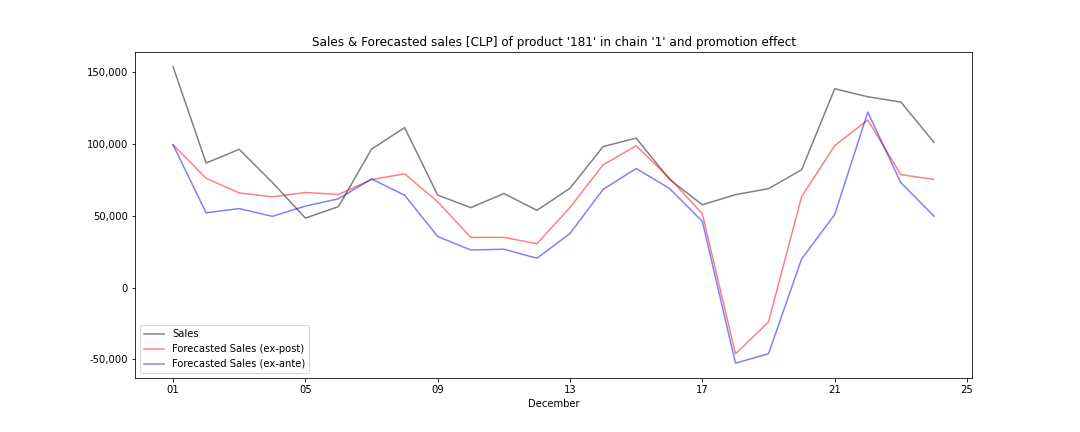 Sales & Forecasted sales [CLP] of product '181' in chain '1' and promotion effect
150,000
100,000
50,000
0
-50,000
Sales
Forecasted Sales (ex-post)
Forecasted Sales (ex-ante)
01 05 09 13 17 21 25
December